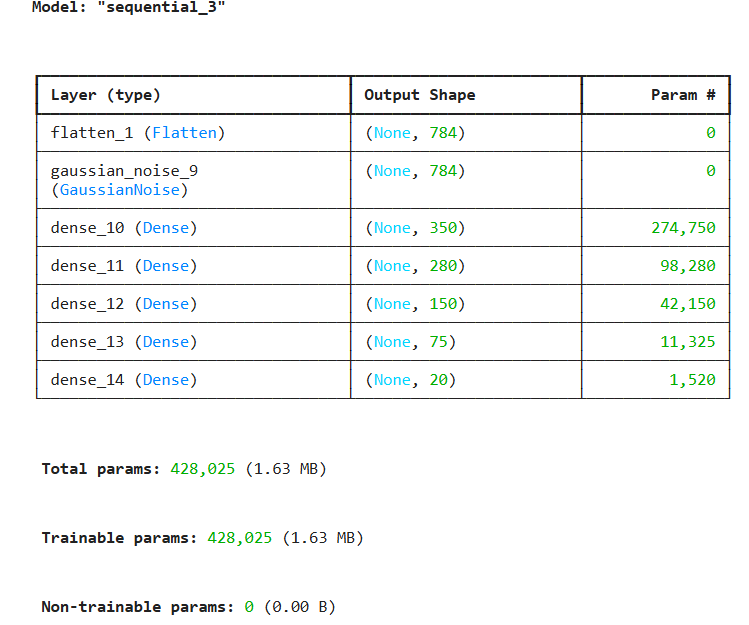 Model: "sequential_3"
Layer (type) Output Shape Param #
flatten_1 (Flatten) (None, 784) 0
gaussian_noise_9 (None, 784) 0
(GaussianNoise)
dense_10 (Dense) (None, 350) 274,750
dense_11 (Dense) (None, 280) 98,280
dense_12 (Dense) (None, 150) 42,150
dense_13 (Dense) (None, 75) 11,325
dense_14 (Dense) (None, 20) 1,520
Total params: 428,025 (1.63 MB)
Trainable params: 428,025 (1.63 MB)
Non-trainable params: 0 (0.00 B)